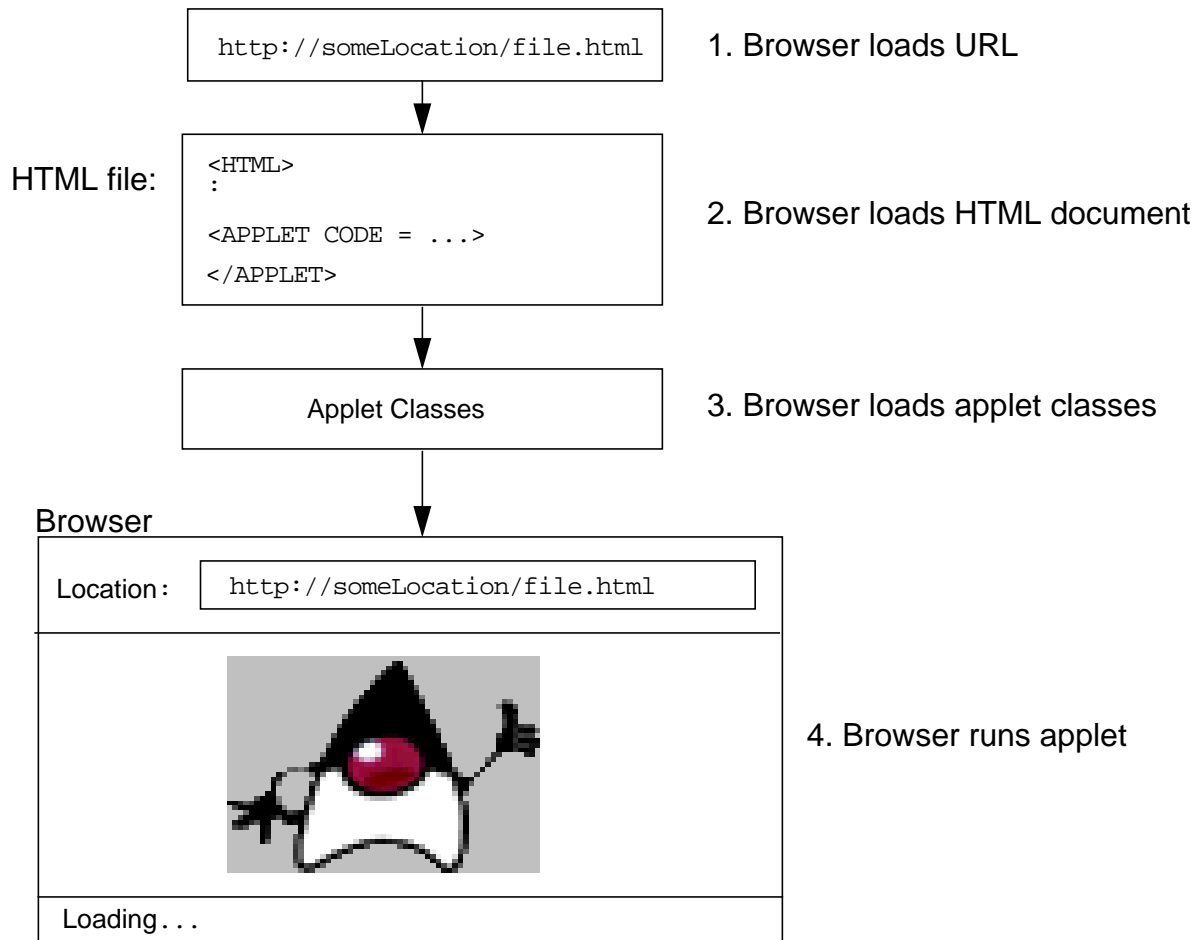 http://someLocation/file.html
1. Browser loads URL
HTML file:
<HTML>
:
<APPLET CODE = ...>
</APPLET>
2. Browser loads HTML document
Applet Classes
3. Browser loads applet classes
Browser
Location:
http://someLocation/file.html
4. Browser runs applet
Loading...